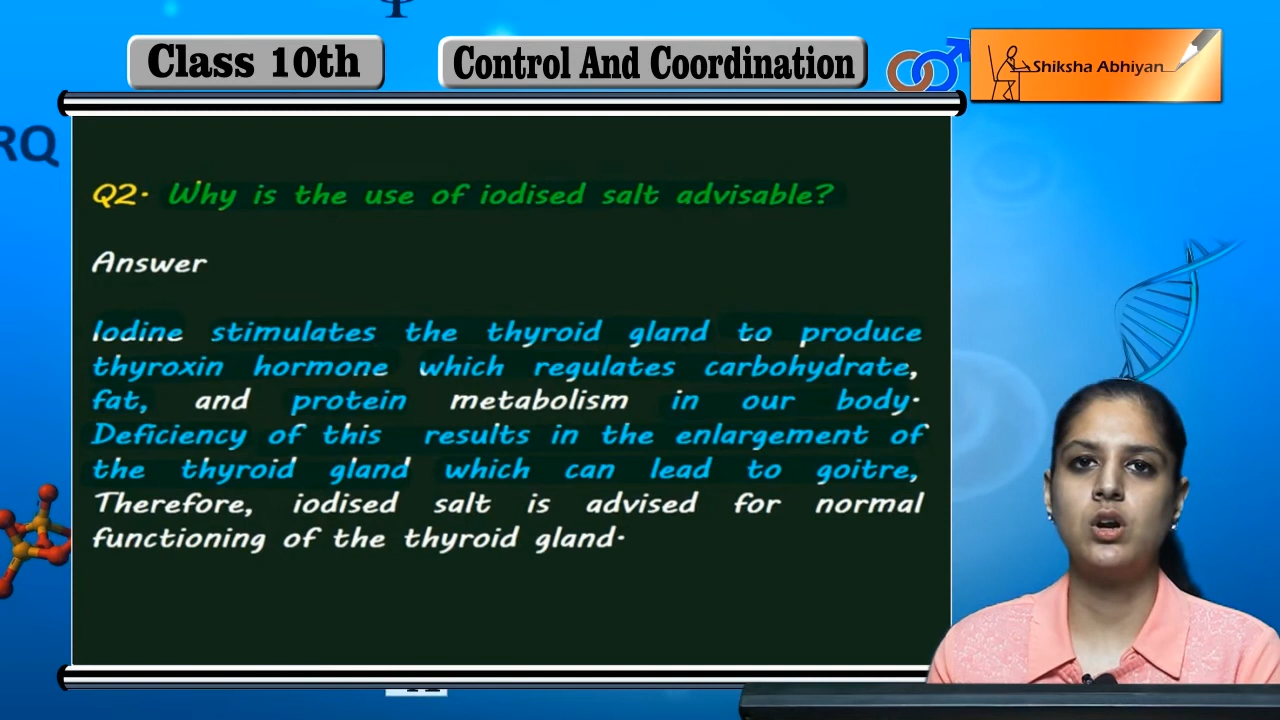 Class 10th
Control And Coordination
Shiksha Abhiyan
RQ
Q2. Why is the use of iodised salt advisable?
Answer
Iodine stimulates the thyroid gland to produce
thyroxin hormone which regulates carbohydrate,
fat, and protein metabolism in our body.
Deficiency of this results in the enlargement of
the thyroid gland which can lead to goitre,
Therefore, iodised salt is advised for normal
functioning of the thyroid gland.